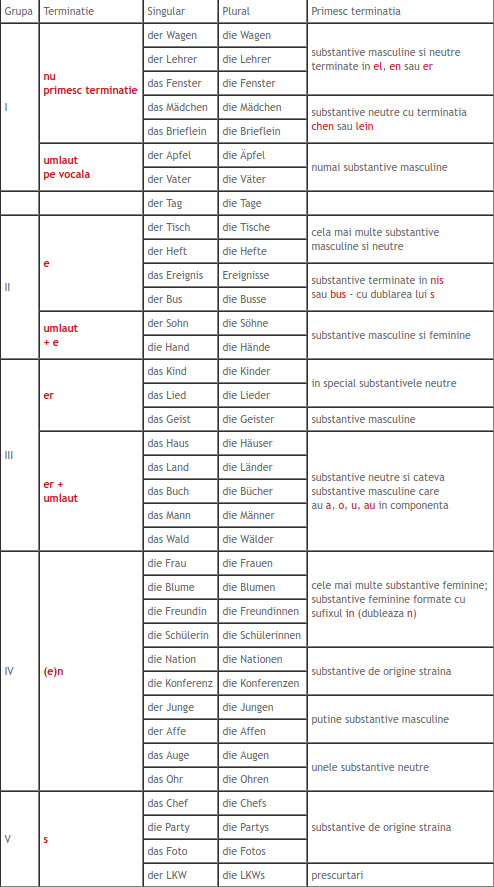 Grupa Terminatie Singular Plural Primesc terminatia
I
nu
primesc terminatie
der Wagen die Wagen
der Lehrer die Lehrer
das Fenster die Fenster
substantive masculine si neutre
terminate in el, en sau er
das Mädchen die Mädchen
das Brieflein die Brieflein
substantive neutre cu terminatia
chen sau lein
umlaut
pe vocala
der Apfel die Äpfel
der Vater die Väter
numai substantive masculine
der Tag die Tage
II
e
der Tisch die Tische
der Heft die Hefte
cela mai multe substantive
masculine si neutre
das Ereignis Ereignisse
der Bus die Busse
substantive terminate in nis
sau bus - cu dublarea lui s
umlaut
+ e
der Sohn die Söhne
die Hand die Hände
substantive masculine si feminine
III
er
das Kind die Kinder
das Lied die Lieder
in special substantivele neutre
das Geist die Geister
substantive masculine
er +
umlaut
das Haus die Häuser
das Land die Länder
das Buch die Bücher
das Mann die Männer
das Wald die Wälder
substantive neutre si cateva
substantive masculine care
au a, o, u, au in componenta
IV
(e)n
die Frau die Frauen
die Blume die Blumen
die Freundin die Freundinnen
die Schülerin die Schülerinnen
cele mai multe substantive feminine;
substantive feminine formate cu
sufixul in (dubleaza n)
die Nation die Nationen
die Konferenz die Konferenzen
substantive de origine straina
der Junge die Jungen
der Affe die Affen
putine substantive masculine
das Auge die Augen
das Ohr die Ohren
unele substantive neutre
V
s
das Chef die Chefs
die Party die Partys
das Foto die Fotos
substantive de origine straina
der LKW die LKWs
prescurtari